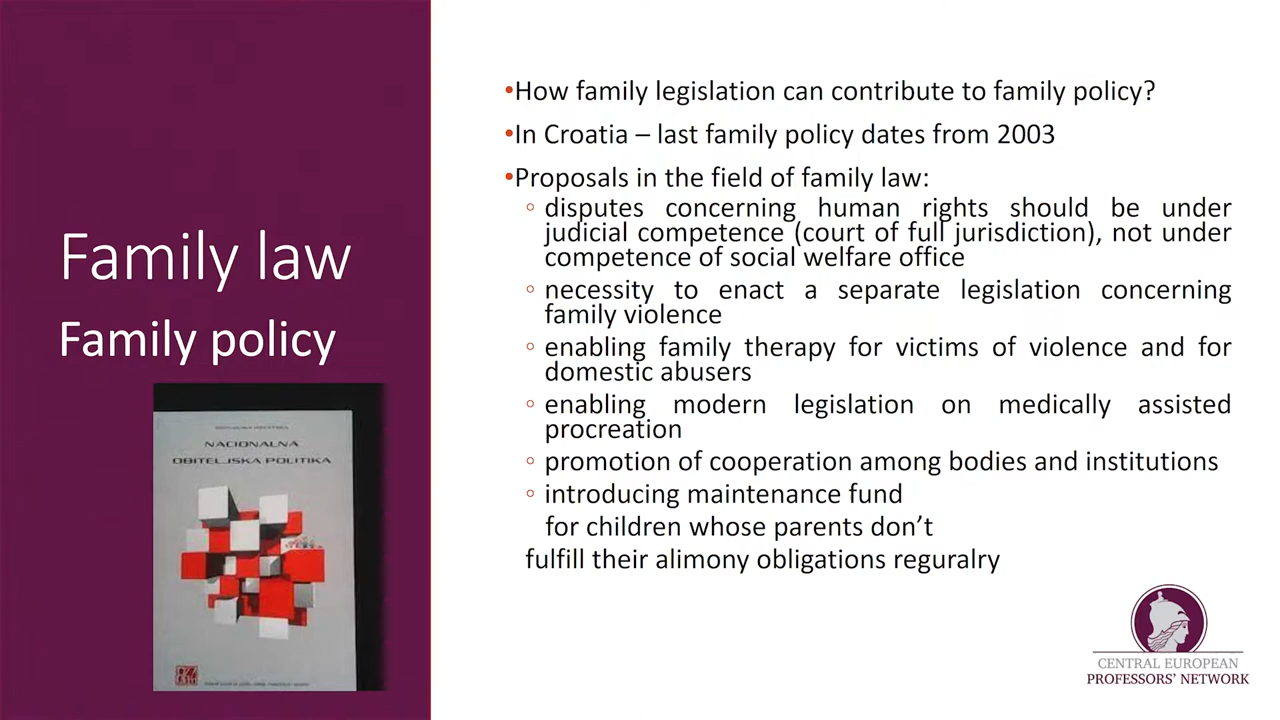 Family law
Family policy
REPUBLIKA HRVATSKA
NACIONALNA
OBITELJSKA POLITIKA
•How family legislation can contribute to family policy?
•In Croatia – last family policy dates from 2003
•Proposals in the field of family law:
◦ disputes concerning human rights should be under
judicial competence (court of full jurisdiction), not under
competence of social welfare office
◦ necessity to enact a separate legislation concerning
family violence
◦ enabling family therapy for victims of violence and for
domestic abusers
◦ enabling modern legislation on medically assisted
procreation
◦ promotion of cooperation among bodies and institutions
◦ introducing maintenance fund
for children whose parents don’t
fulfill their alimony obligations reguralry
CENTRAL EUROPEAN
PROFESSORS’ NETWORK